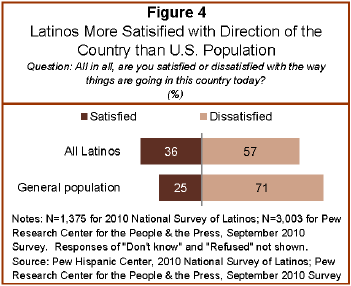 Figure 4
Latinos More Satisified with Direction of the
Country than U.S. Population
Question: All in all, are you satisfied or dissatisfied with the way
things are going in this country today?
(%)
Satisfied Dissatisfied
All Latinos 36 57
General population 25 71
Notes: N=1,375 for 2010 National Survey of Latinos; N=3,003 for Pew
Research Center for the People & the Press, September 2010
Survey. Responses of "Don't know" and "Refused" not shown.
Source: Pew Hispanic Center, 2010 National Survey of Latinos; Pew
Research Center for the People & the Press, September 2010 Survey